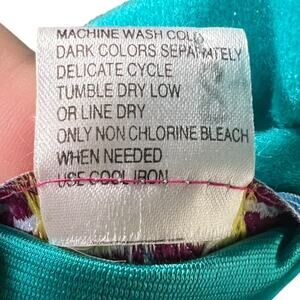 MACHINE WASH COLD
DARK COLORS SEPARATELY
DELICATE CYCLE
TUMBLE DRY LOW
OR LINE DRY
ONLY NON CHLORINE BLEACH
WHEN NEEDED
USE COOL IRON